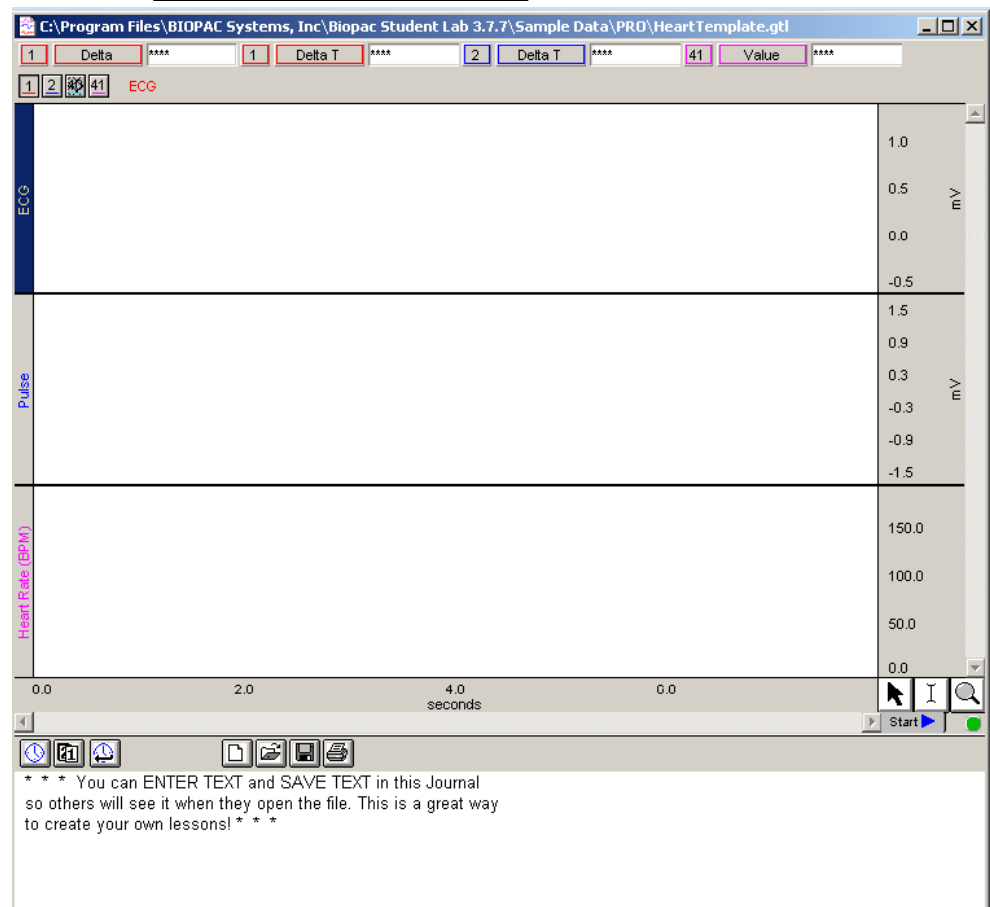 C:\Program Files\BIOPAC Systems, Inc\Biopac Student Lab 3.7.7\Sample Data\PRO\HeartTemplate.gtl
1 Delta **** 1 Delta T **** 2 Delta T **** 41 Value ****
1 2 40 41 ECG
ECG
1.0
0.5
0.0
-0.5
mV
Pulse
1.5
0.9
0.3
-0.3
-0.9
-1.5
mV
Heart Rate (BPM)
150.0
100.0
50.0
0.0
0.0 2.0 4.0 6.0
seconds
Start
* * * You can ENTER TEXT and SAVE TEXT in this Journal
so others will see it when they open the file. This is a great way
to create your own lessons! * * *